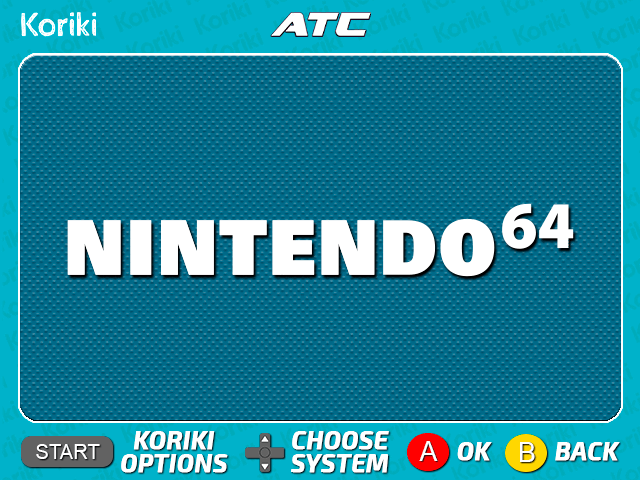 Koriki
ATC
NINTENDO64
START
KORIKI
OPTIONS
CHOOSE
SYSTEM
A
OK
B
BACK